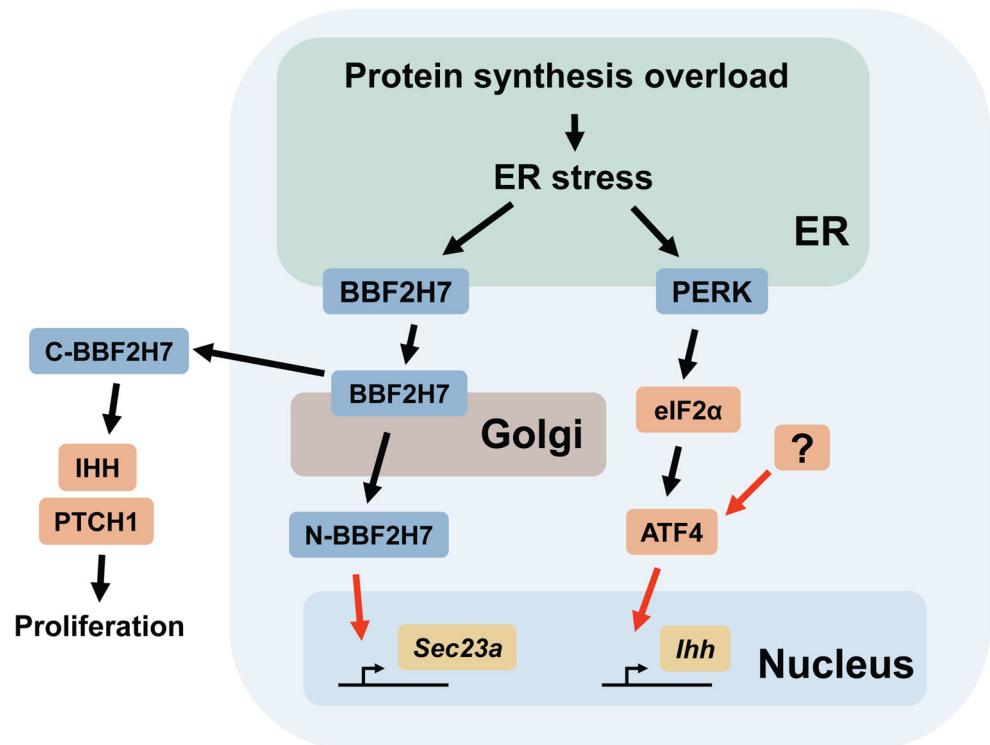 Protein synthesis overload
ER stress
ER
BBF2H7
PERK
C-BBF2H7
BBF2H7
eIF2α
Golgi
?
IHH
PTCH1
N-BBF2H7
ATF4
Proliferation
Sec23a
Ihh
Nucleus